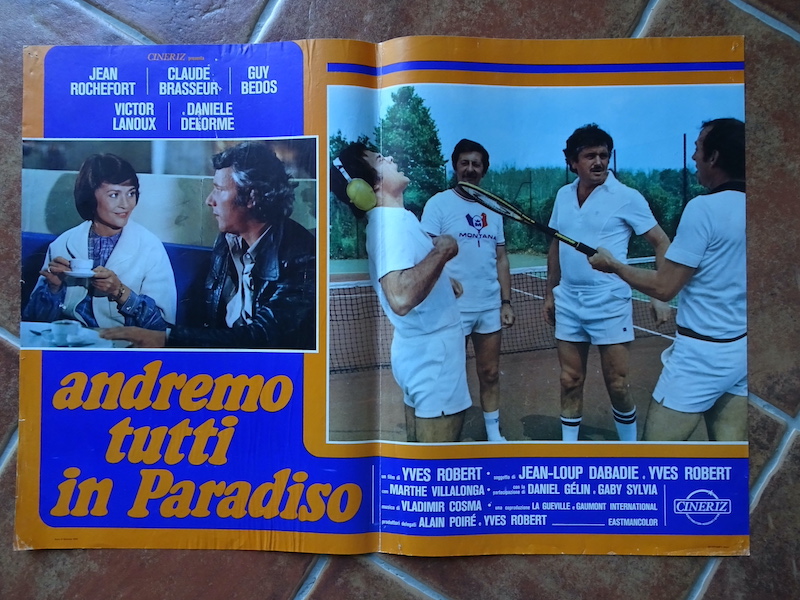 CINERIZ presenta
JEAN ROCHEFORT
CLAUDE BRASSEUR
GUY BEDOS
VICTOR LANOUX
e DANIELE DELORME
MONTANA
andremo
tutti
in Paradiso
un film di YVES ROBERT • soggetto di JEAN-LOUP DABADIE e YVES ROBERT
con MARTHE VILLALONGA • con la partecipazione di DANIEL GÉLIN e GABY SYLVIA
musica di VLADIMIR COSMA • una coproduzione LA GUEVILLE e GAUMONT INTERNATIONAL
produttori delegati ALAIN POIRÉ e YVES ROBERT EASTMANCOLOR
CINERIZ